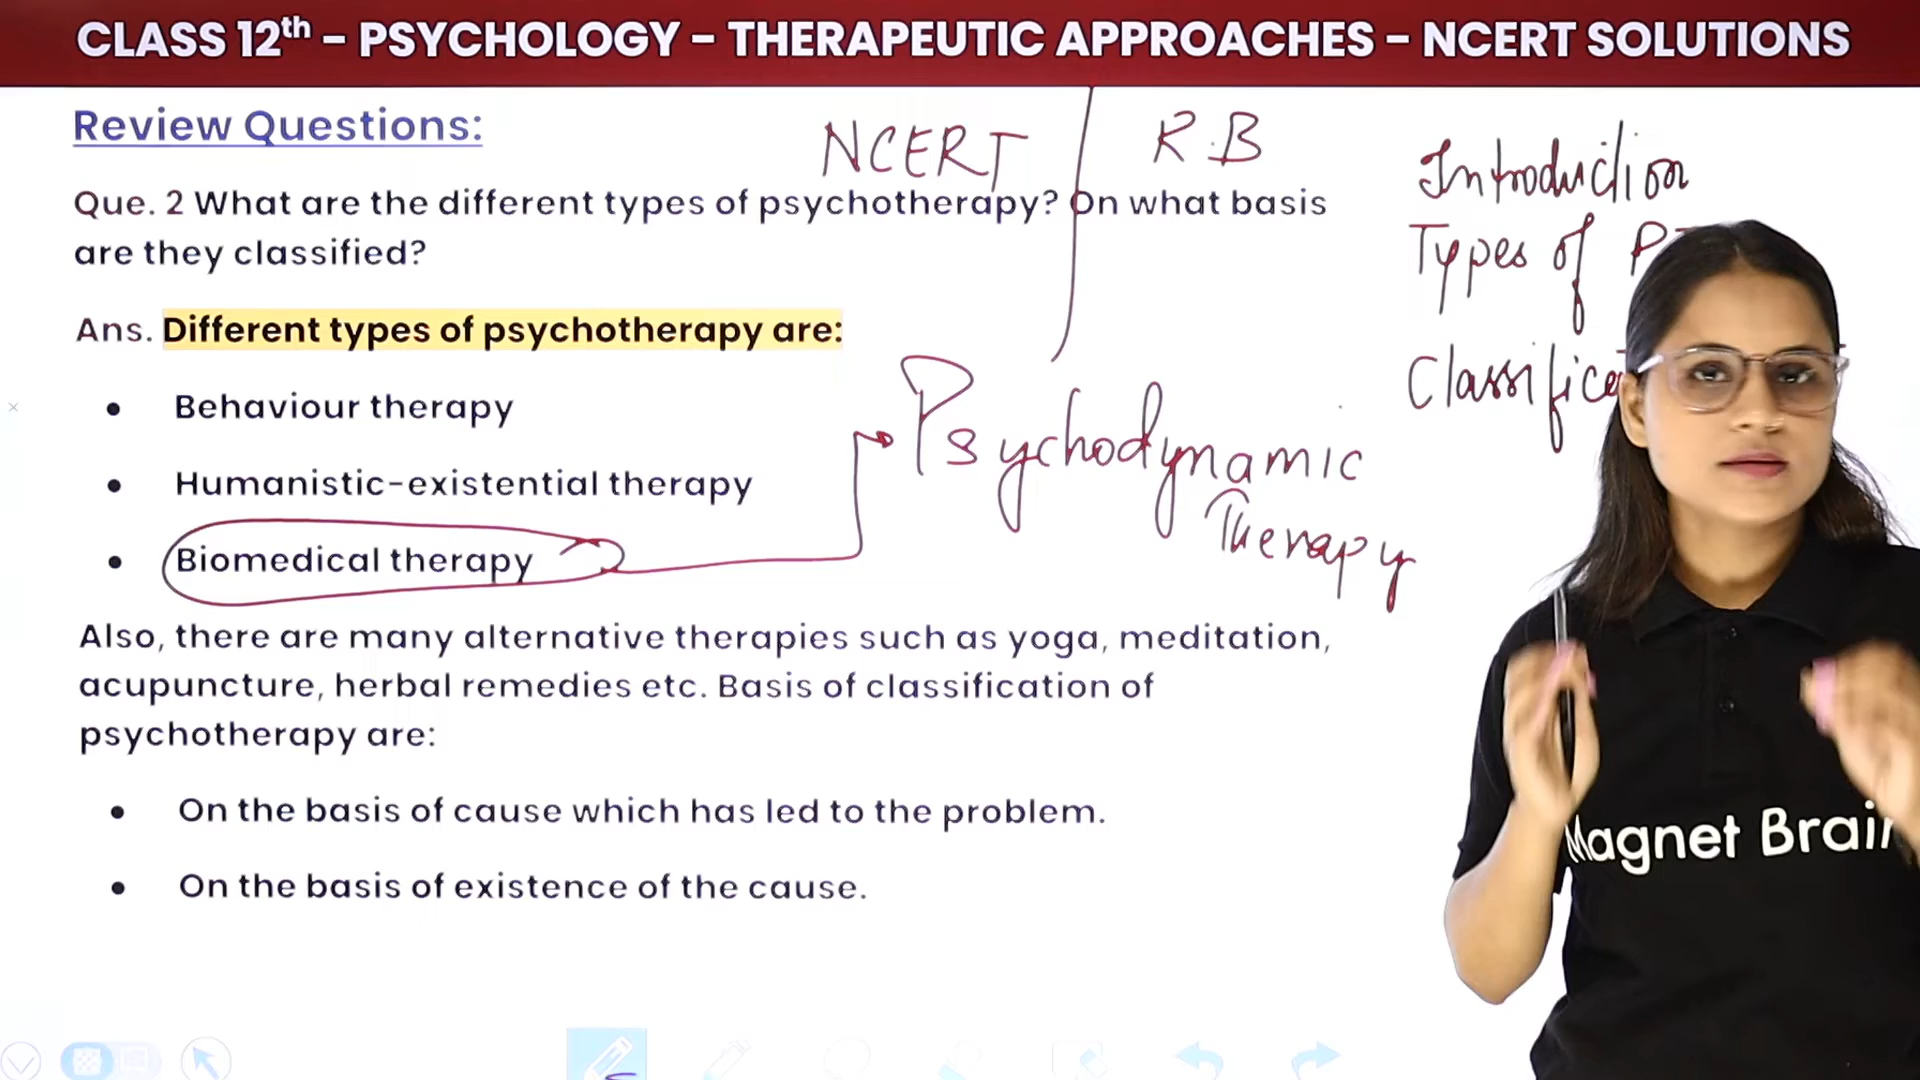 CLASS 12th – PSYCHOLOGY – THERAPEUTIC APPROACHES – NCERT SOLUTIONS
Review Questions:
NCERT
R.B
Introduction
Types of
Que. 2 What are the different types of psychotherapy? On what basis
are they classified?
Ans. Different types of psychotherapy are:
• Behaviour therapy
• Humanistic-existential therapy
• Biomedical therapy
Psychodynamic
Therapy
Also, there are many alternative therapies such as yoga, meditation,
acupuncture, herbal remedies etc. Basis of classification of
psychotherapy are:
• On the basis of cause which has led to the problem.
• On the basis of existence of the cause.
Magnet Brain